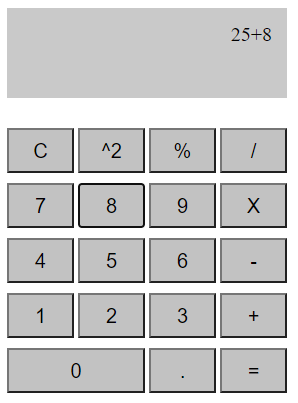 25+8
C ^2 % /
7 8 9 X
4 5 6 -
1 2 3 +
0 . =